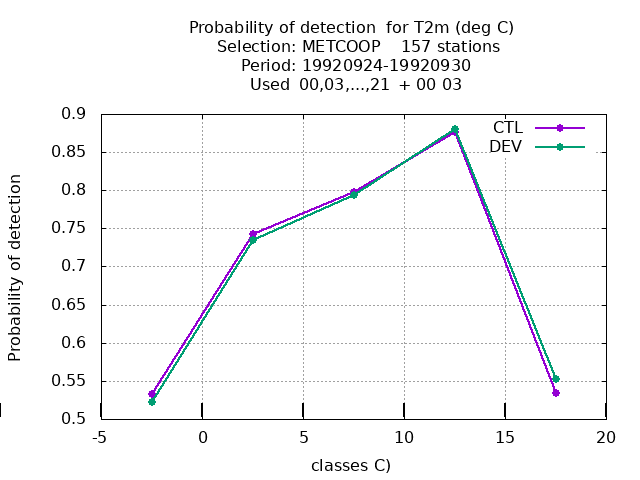 Probability of detection for T2m (deg C)
Selection: METCOOP 157 stations
Period: 19920924-19920930
Used 00,03,...,21 + 00 03
CTL
DEV
0.9
0.85
0.8
0.75
0.7
0.65
0.6
0.55
0.5
Probability of detection
-5
0
5
10
15
20
classes C)